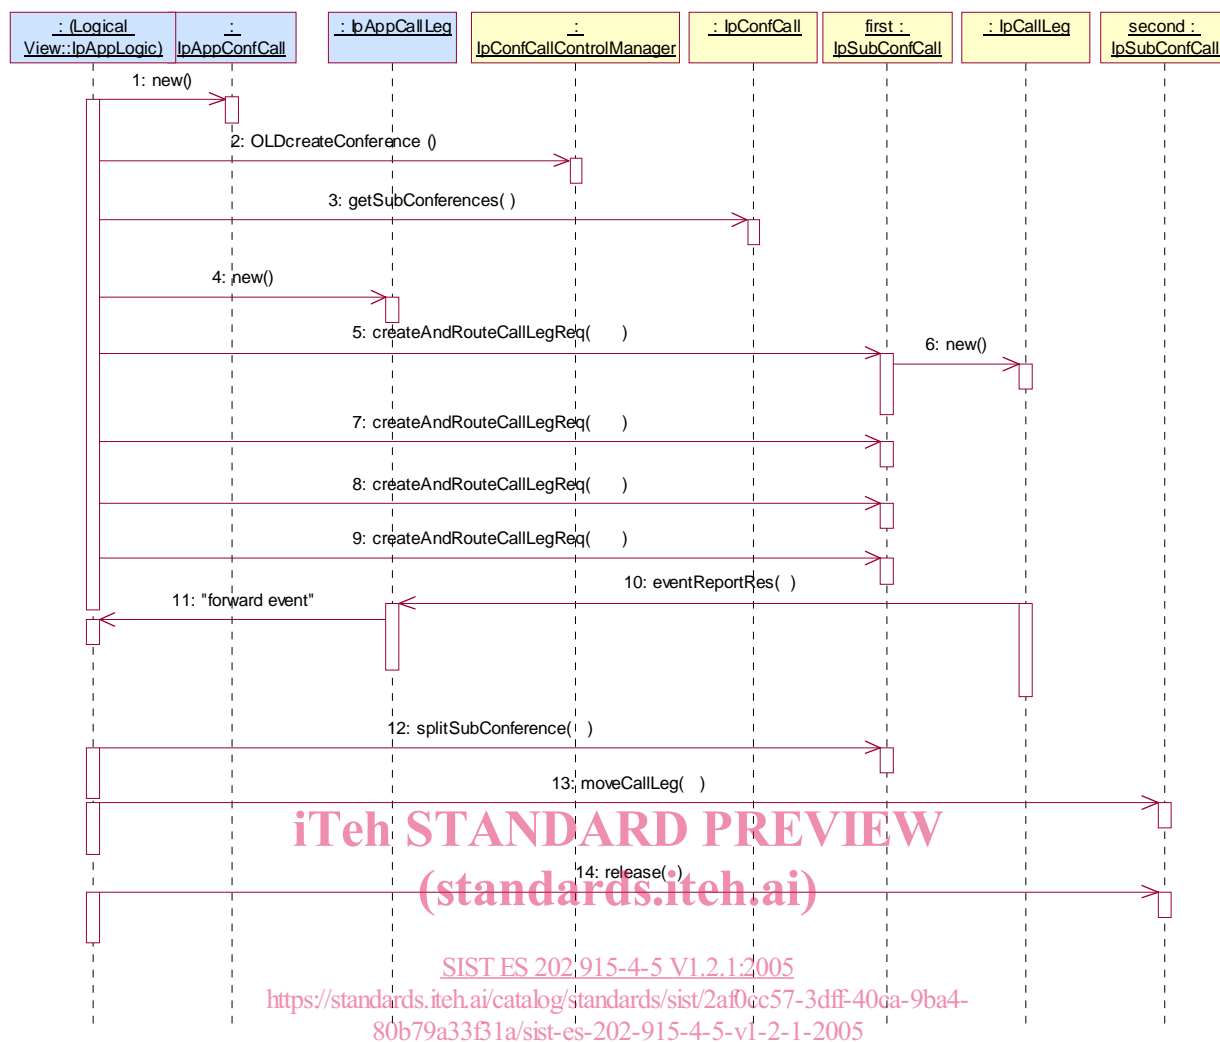 : (Logical
View::IpAppLogic)
:
IpAppConfCall
: IpAppCallLeg
:
IpConfCallControlManager
: IpConfCall
first :
IpSubConfCall
: IpCallLeg
second :
IpSubConfCall
1: new()
2: OLDcreateConference ()
3: getSubConferences( )
4: new()
5: createAndRouteCallLegReq( )
6: new()
7: createAndRouteCallLegReq( )
8: createAndRouteCallLegReq( )
9: createAndRouteCallLegReq( )
10: eventReportRes( )
11: "forward event"
12: splitSubConference( )
13: moveCallLeg( )
iTeh STANDARD PREVIEW
14: release( )
(standards.iteh.ai)
SIST ES 202 915-4-5 V1.2.1:2005
https://standards.iteh.ai/catalog/standards/sist/2af0cc57-3dff-40ca-9ba4-
80b79a33f31a/sist-es-202-915-4-5-v1-2-1-2005